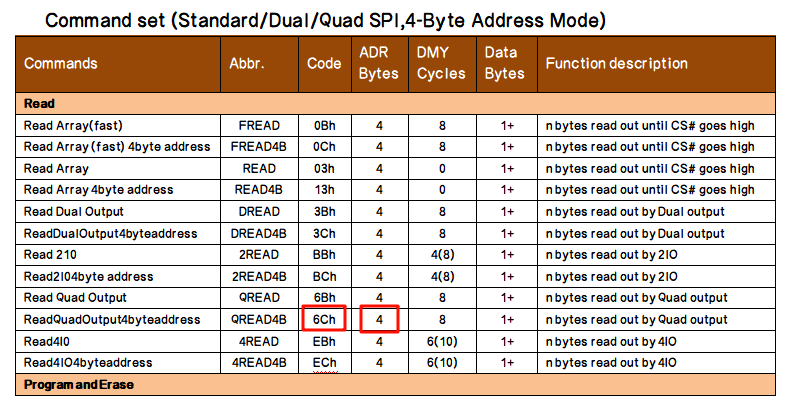 Command set (Standard/Dual/Quad SPI,4-Byte Address Mode)
Commands Abbr. Code ADR Bytes DMY Cycles Data Bytes Function description
Read
Read Array(fast) FREAD 0Bh 4 8 1+ n bytes read out until CS# goes high
Read Array (fast) 4byte address FREAD4B 0Ch 4 8 1+ n bytes read out until CS# goes high
Read Array READ 03h 4 0 1+ n bytes read out until CS# goes high
Read Array 4byte address READ4B 13h 4 0 1+ n bytes read out until CS# goes high
Read Dual Output DREAD 3Bh 4 8 1+ n bytes read out by Dual output
ReadDualOutput4byteaddress DREAD4B 3Ch 4 8 1+ n bytes read out by Dual output
Read 2IO 2READ BBh 4 4(8) 1+ n bytes read out by 2IO
Read2IO4byte address 2READ4B BCh 4 4(8) 1+ n bytes read out by 2IO
Read Quad Output QREAD 6Bh 4 8 1+ n bytes read out by Quad output
ReadQuadOutput4byteaddress QREAD4B 6Ch 4 8 1+ n bytes read out by Quad output
Read4IO 4READ EBh 4 6(10) 1+ n bytes read out by 4IO
Read4IO4byteaddress 4READ4B ECh 4 6(10) 1+ n bytes read out by 4IO
Program and Erase